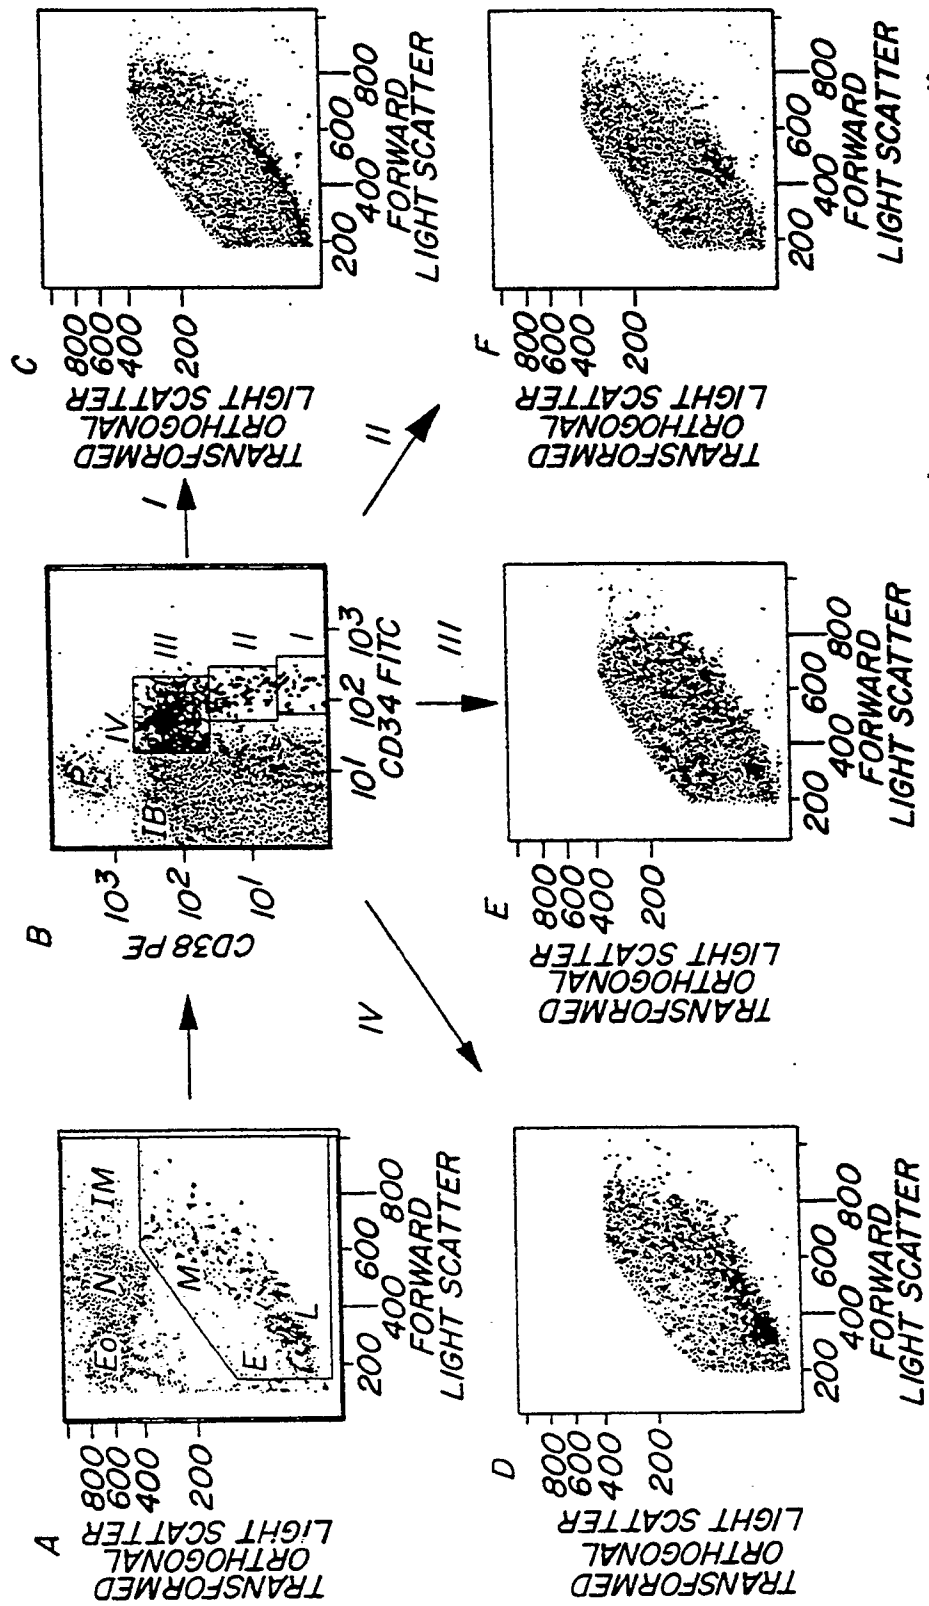 A
TRANSFORMED
ORTHOGONAL
LIGHT SCATTER
800
600
400
200
Eo N IM
M
E
L
200 400 600 800
FORWARD
LIGHT SCATTER
B
CD38 PE
10³
10²
10¹
P
IB
IV
III
II
I
10¹ 10² 10³
CD34 FITC
I
II
III
IV
C
TRANSFORMED
ORTHOGONAL
LIGHT SCATTER
800
600
400
200
200 400 600 800
FORWARD
LIGHT SCATTER
D
TRANSFORMED
ORTHOGONAL
LIGHT SCATTER
800
600
400
200
200 400 600 800
FORWARD
LIGHT SCATTER
E
TRANSFORMED
ORTHOGONAL
LIGHT SCATTER
800
600
400
200
200 400 600 800
FORWARD
LIGHT SCATTER
F
TRANSFORMED
ORTHOGONAL
LIGHT SCATTER
800
600
400
200
200 400 600 800
FORWARD
LIGHT SCATTER